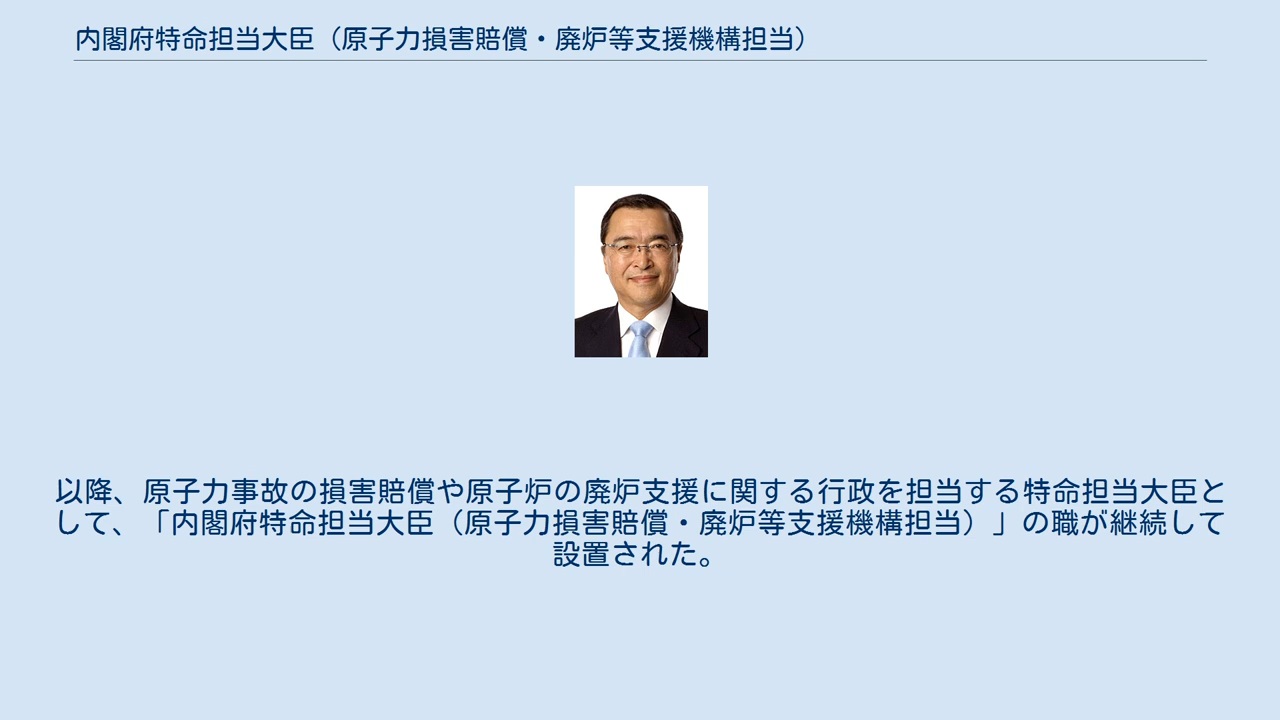 内閣府特命担当大臣（原子力損害賠償・廃炉等支援機構担当）
以降、原子力事故の損害賠償や原子炉の廃炉支援に関する行政を担当する特命担当大臣と
して、「内閣府特命担当大臣（原子力損害賠償・廃炉等支援機構担当）」の職が継続して
設置された。